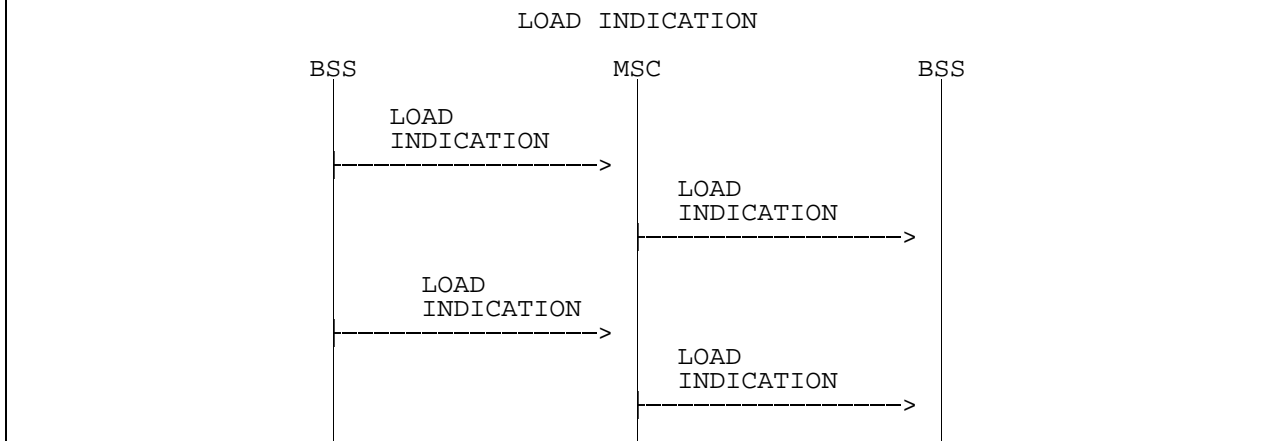 LOAD INDICATION
BSS MSC BSS
LOAD
INDICATION
LOAD
INDICATION
LOAD
INDICATION
LOAD
INDICATION